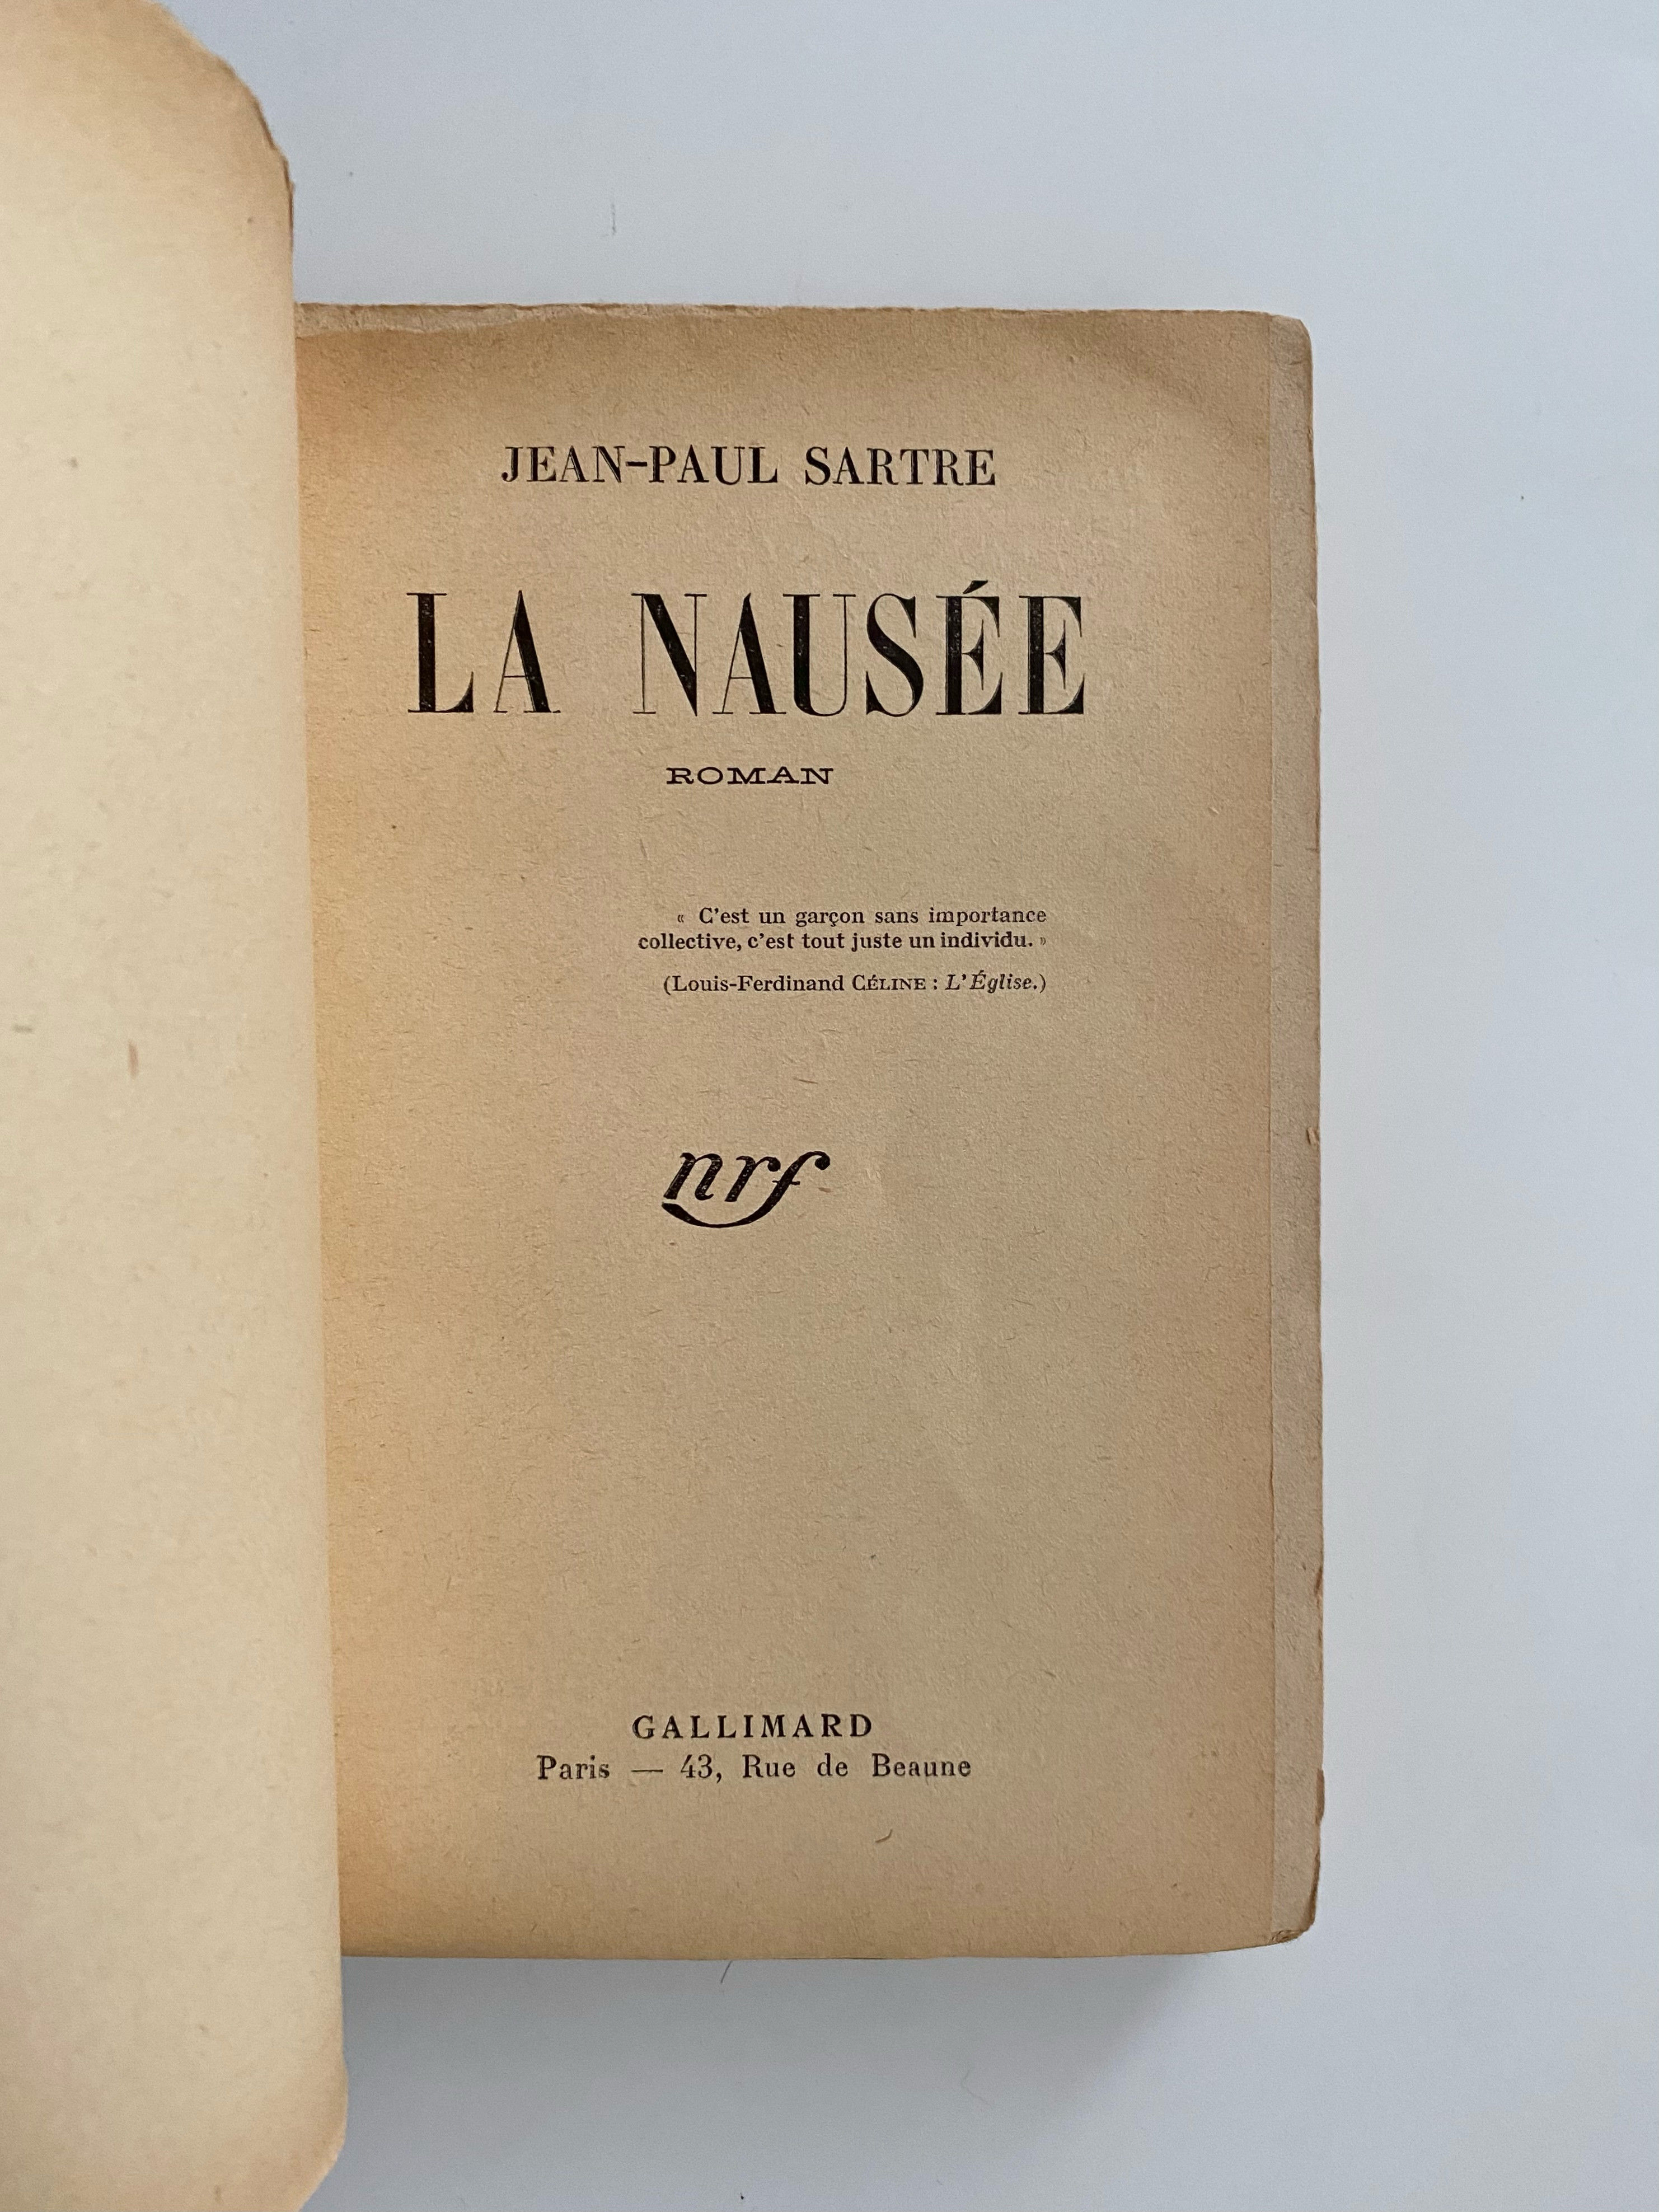 JEAN-PAUL SARTRE
LA NAUSÉE
ROMAN
« C'est un garçon sans importance
collective, c'est tout juste un individu. »
(Louis-Ferdinand CÉLINE : L'Église.)
nrf
GALLIMARD
Paris — 43, Rue de Beaune